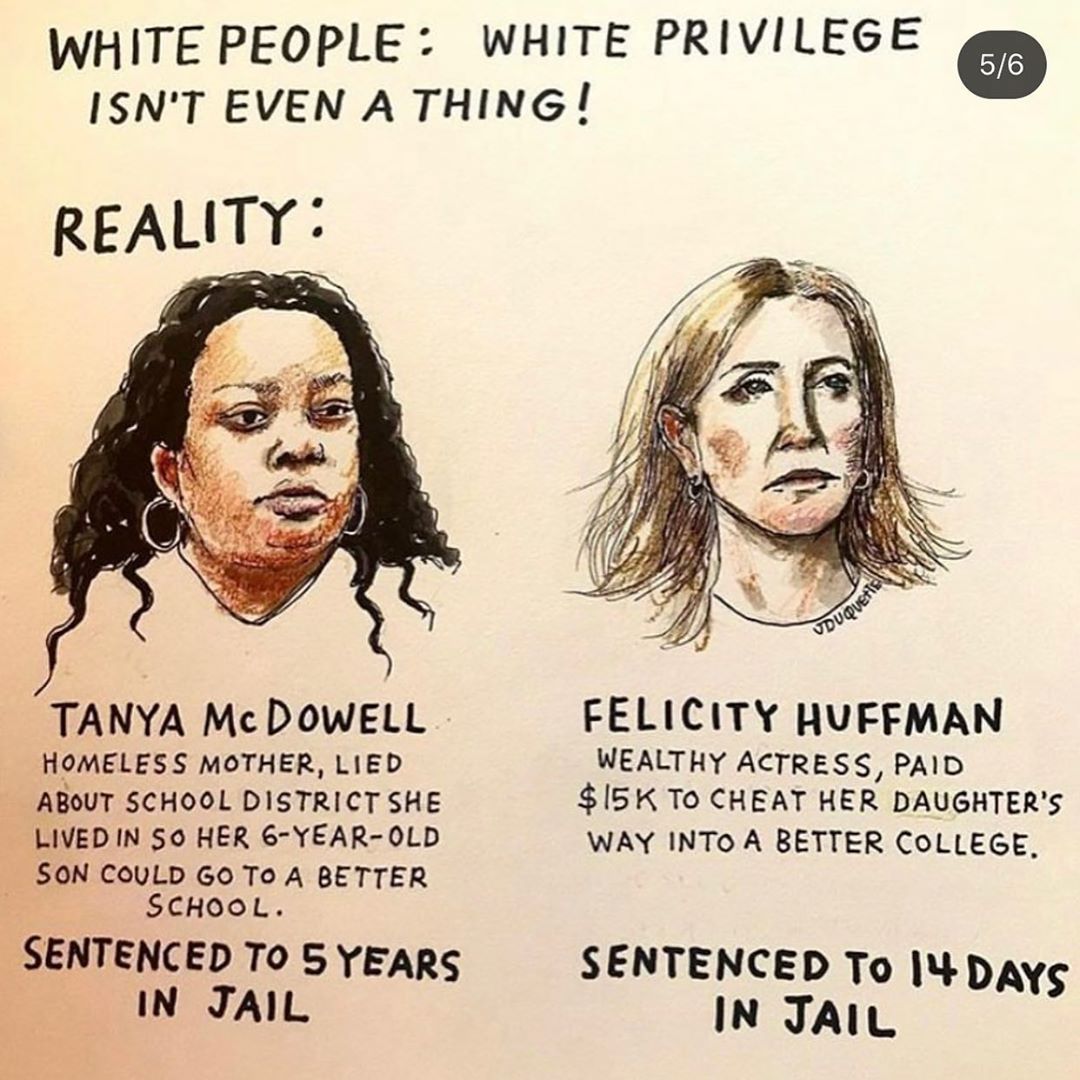 WHITE PEOPLE: WHITE PRIVILEGE
ISN'T EVEN A THING!
5/6
REALITY:
JDUQUETTE
TANYA McDOWELL
HOMELESS MOTHER, LIED
ABOUT SCHOOL DISTRICT SHE
LIVED IN SO HER 6-YEAR-OLD
SON COULD GO TO A BETTER
SCHOOL.
SENTENCED TO 5 YEARS
IN JAIL
FELICITY HUFFMAN
WEALTHY ACTRESS, PAID
$15K TO CHEAT HER DAUGHTER'S
WAY INTO A BETTER COLLEGE.
SENTENCED TO 14 DAYS
IN JAIL